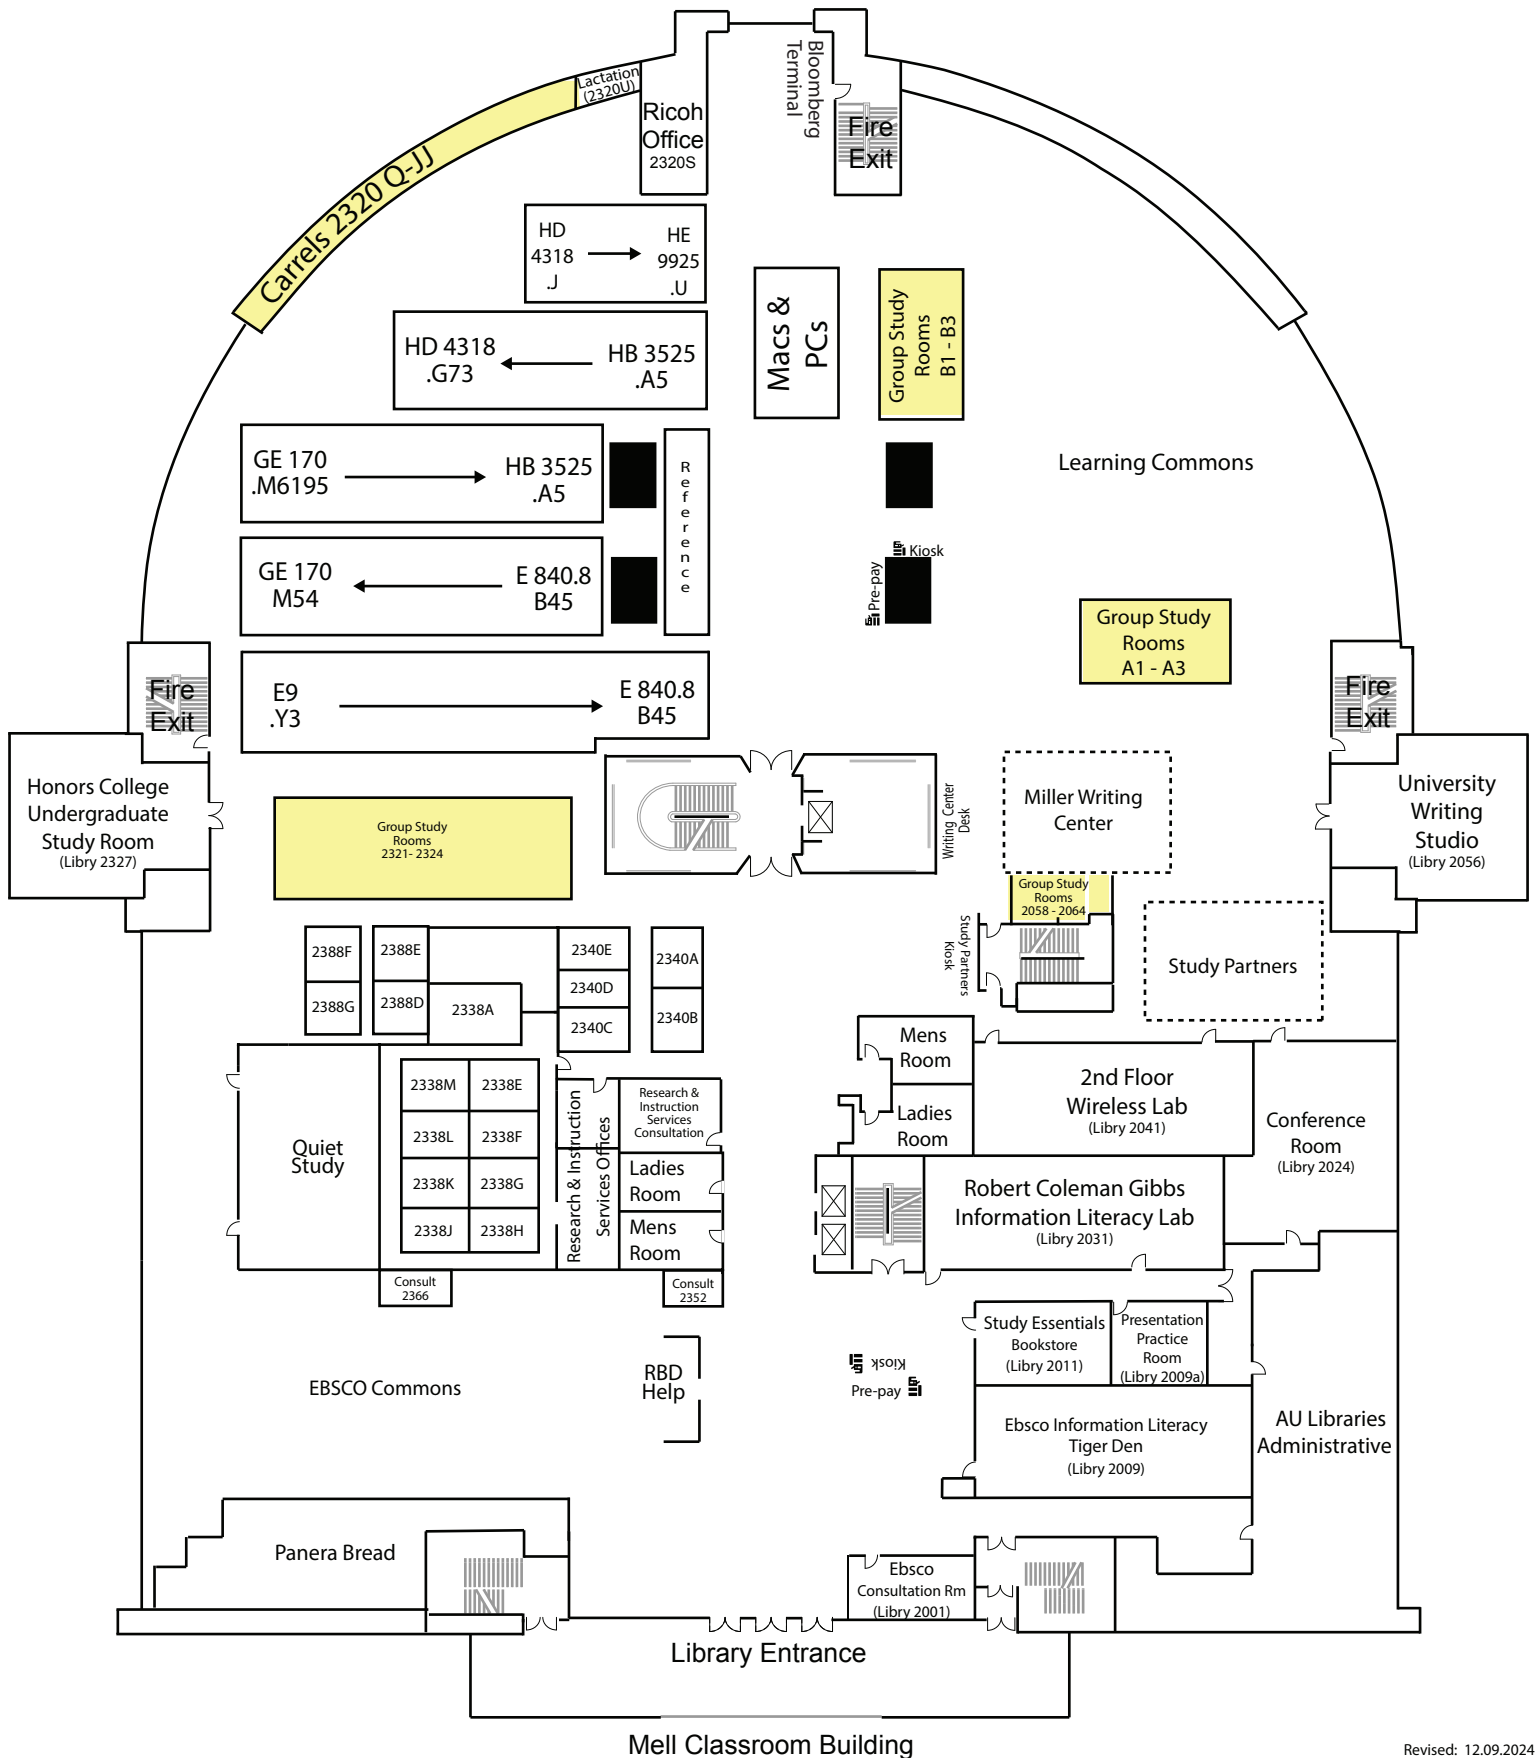 Bloomberg
Terminal
Lactation
(2320U)
Ricoh
Office
2320S
Fire
Exit
Carrels 2320 Q-JJ
HD
4318
.J
HE
9925
.U
HD 4318
.G73
HB 3525
.A5
Macs &
PCs
Group Study
Rooms
B1 - B3
GE 170
.M6195
HB 3525
.A5
Reference
Learning Commons
GE 170
M54
E 840.8
B45
Kiosk
Pre-pay
Group Study
Rooms
A1 - A3
Fire
Exit
E9
.Y3
E 840.8
B45
Fire
Exit
Honors College
Undergraduate
Study Room
(Libry 2327)
Group Study
Rooms
2321- 2324
Writing Center
Desk
Miller Writing
Center
University
Writing
Studio
(Libry 2056)
Group Study
Rooms
2058 - 2064
Study Partners
Kiosk
Study Partners
2388F
2388E
2340E
2340A
2388G
2388D
2338A
2340D
2340C
2340B
Mens
Room
Ladies
Room
2nd Floor
Wireless Lab
(Libry 2041)
Conference
Room
(Libry 2024)
Quiet
Study
2338M
2338E
2338L
2338F
2338K
2338G
2338J
2338H
Research & Instruction
Services Offices
Research &
Instruction
Services
Consultation
Ladies
Room
Mens
Room
Robert Coleman Gibbs
Information Literacy Lab
(Libry 2031)
Consult
2366
Consult
2352
EBSCO Commons
RBD
Help
Kiosk
Pre-pay
Study Essentials
Bookstore
(Libry 2011)
Presentation
Practice
Room
(Libry 2009a)
Ebsco Information Literacy
Tiger Den
(Libry 2009)
AU Libraries
Administrative
Panera Bread
Ebsco
Consultation Rm
(Libry 2001)
Library Entrance
Mell Classroom Building
Revised: 12.09.2024